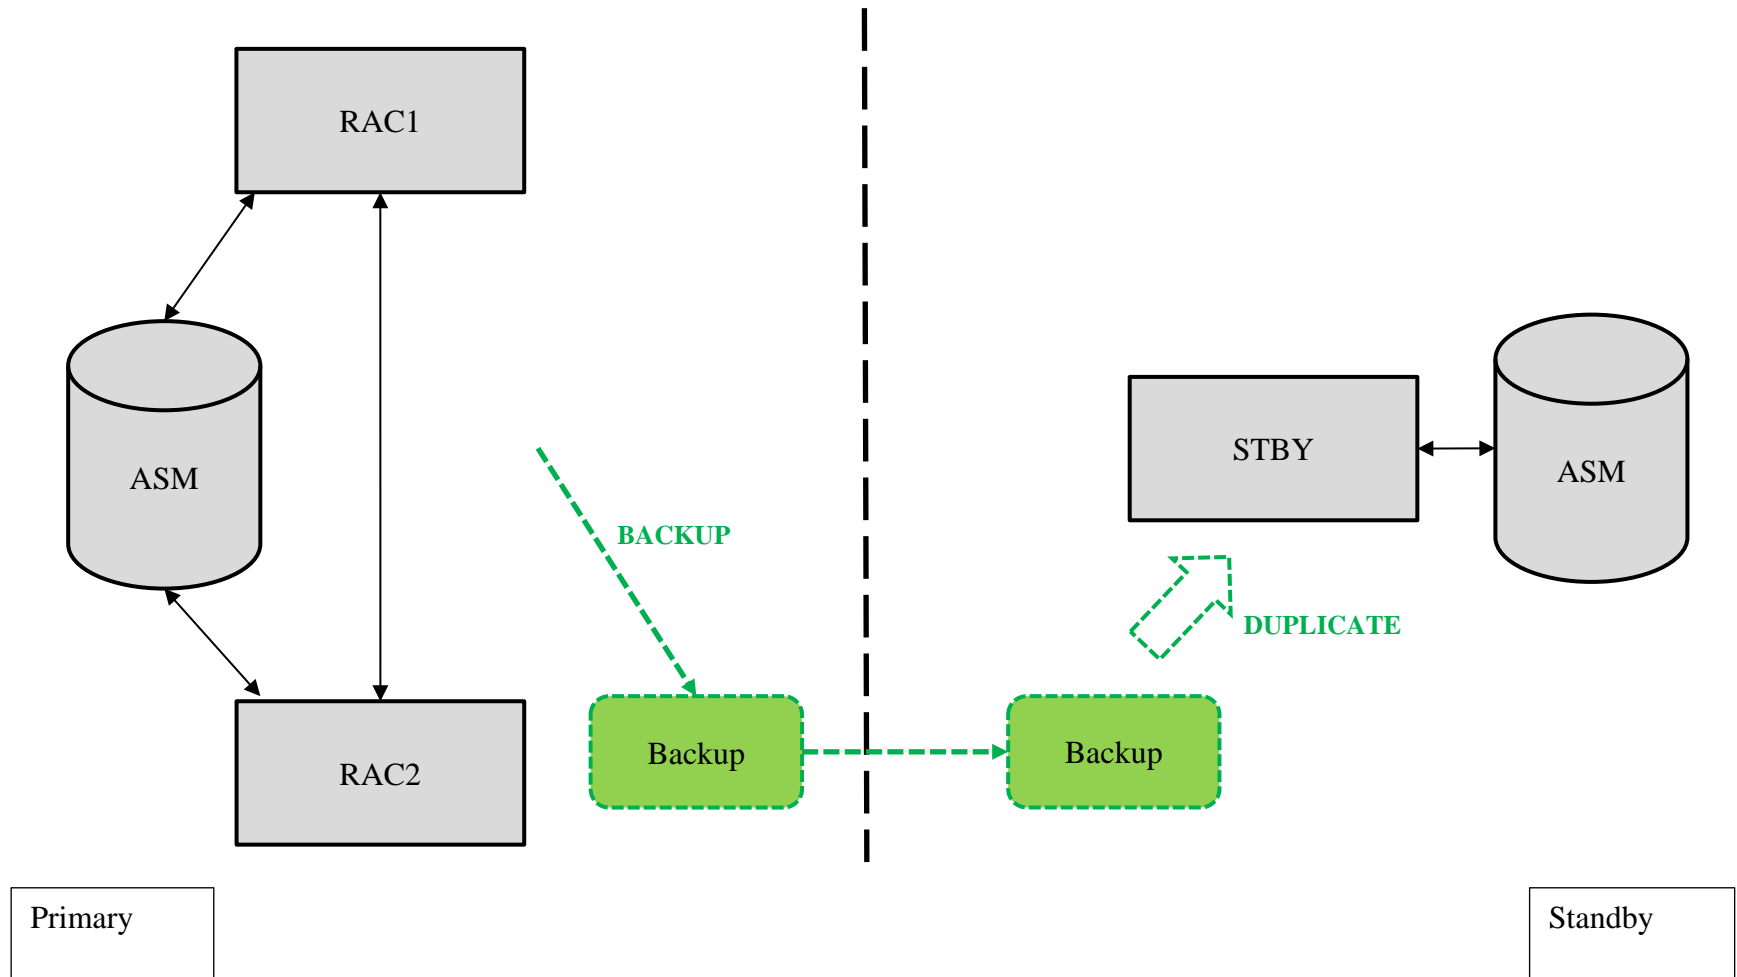 RAC1
ASM
BACKUP
RAC2
Backup
STBY
ASM
DUPLICATE
Backup
Primary
Standby